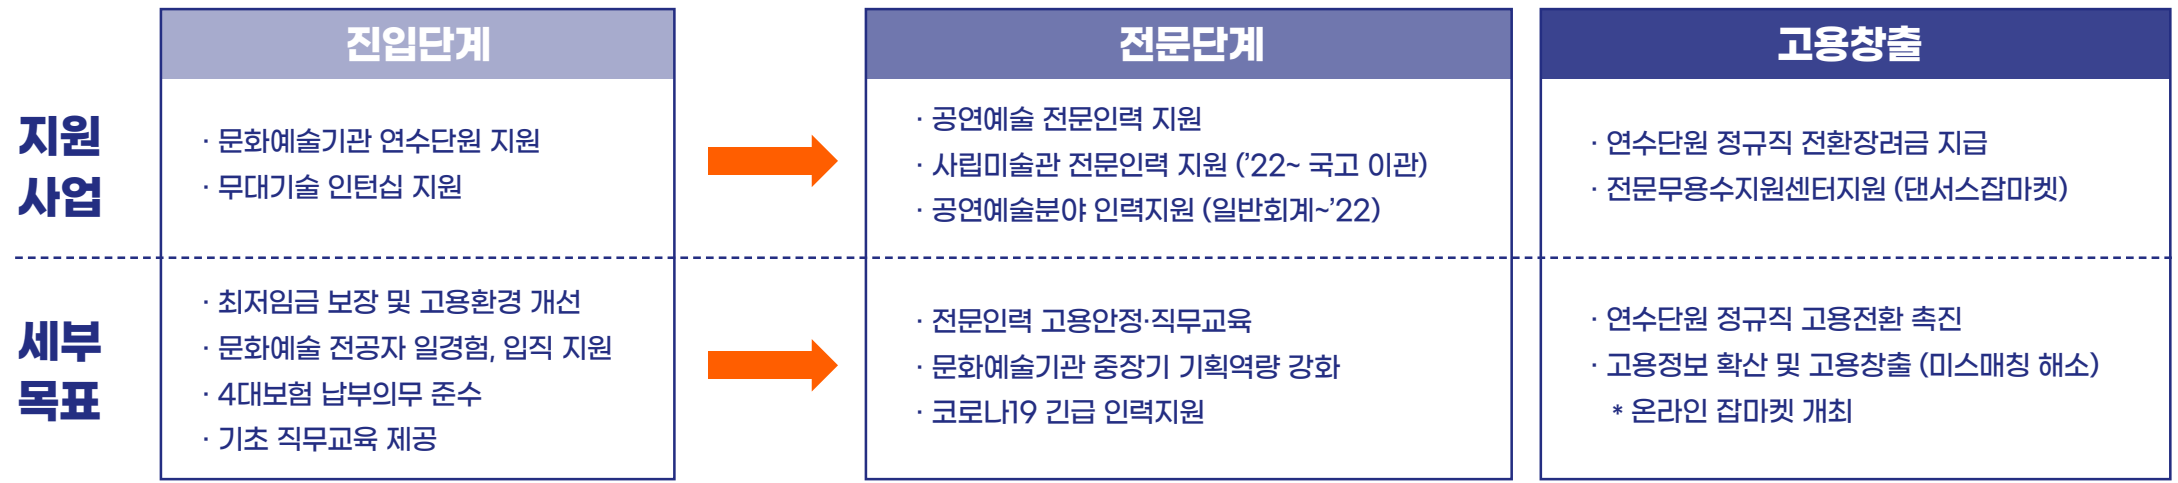 진입단계
전문단계
고용창출
지원
사업
· 문화예술기관 연수단원 지원
· 무대기술 인턴십 지원
· 공연예술 전문인력 지원
· 사립미술관 전문인력 지원 (’22~ 국고 이관)
· 공연예술분야 인력지원 (일반회계~’22)
· 연수단원 정규직 전환장려금 지급
· 전문무용수지원센터지원 (댄서스잡마켓)
세부
목표
· 최저임금 보장 및 고용환경 개선
· 문화예술 전공자 일경험, 입직 지원
· 4대보험 납부의무 준수
· 기초 직무교육 제공
· 전문인력 고용안정·직무교육
· 문화예술기관 중장기 기획역량 강화
· 코로나19 긴급 인력지원
· 연수단원 정규직 고용전환 촉진
· 고용정보 확산 및 고용창출 (미스매칭 해소)
* 온라인 잡마켓 개최